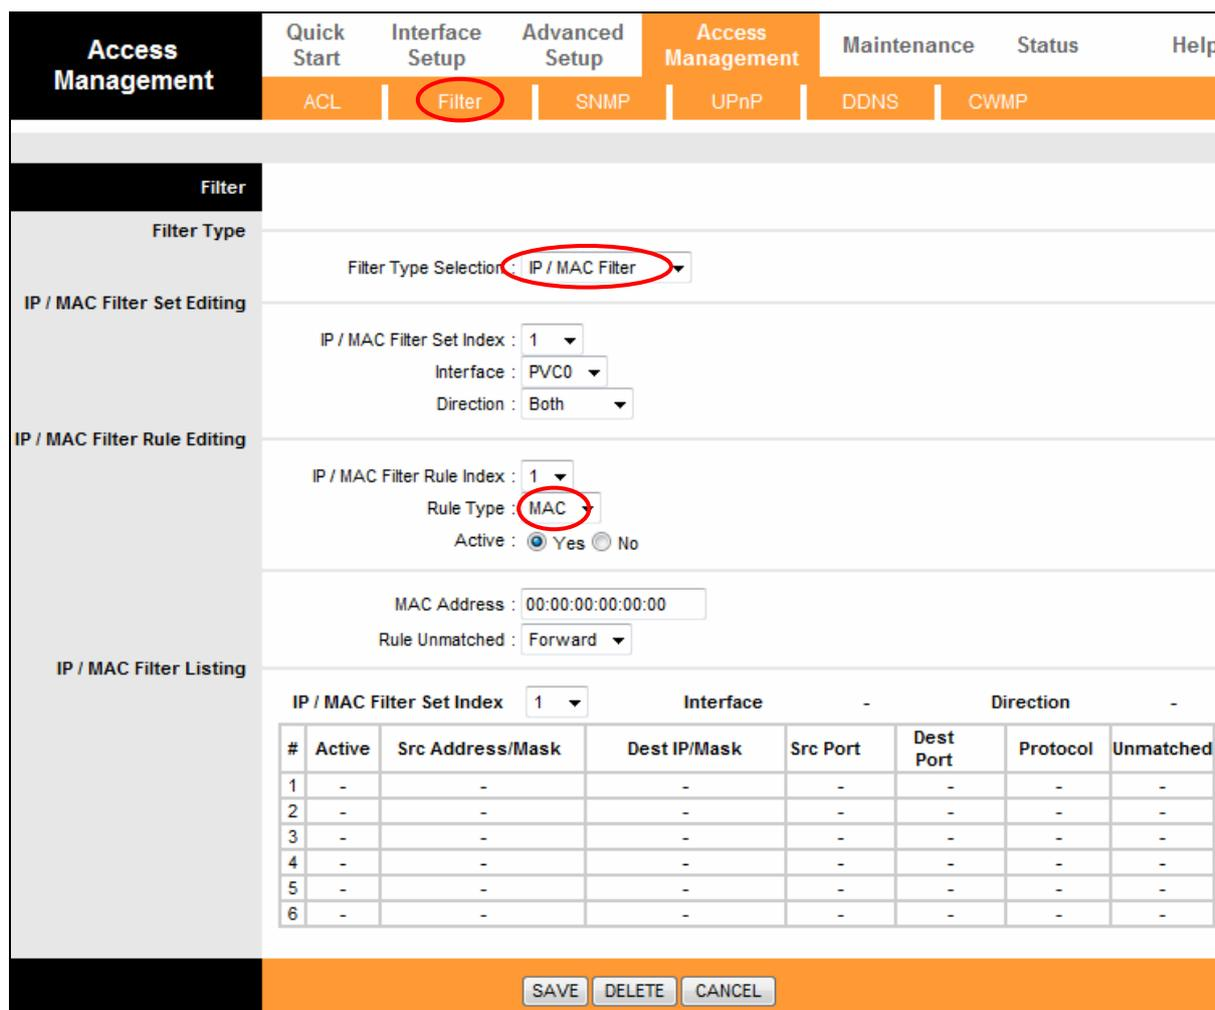 Access Management
Quick Start
Interface Setup
Advanced Setup
Access Management
Maintenance
Status
Help
ACL
Filter
SNMP
UPnP
DDNS
CWMP
Filter
Filter Type
Filter Type Selection : IP / MAC Filter
IP / MAC Filter Set Editing
IP / MAC Filter Set Index : 1
Interface : PVC0
Direction : Both
IP / MAC Filter Rule Editing
IP / MAC Filter Rule Index : 1
Rule Type : MAC
Active : Yes No
MAC Address : 00:00:00:00:00:00
Rule Unmatched : Forward
IP / MAC Filter Listing
IP / MAC Filter Set Index 1 Interface - Direction -
# Active Src Address/Mask Dest IP/Mask Src Port Dest Port Protocol Unmatched
1 - - - - - - -
2 - - - - - - -
3 - - - - - - -
4 - - - - - - -
5 - - - - - - -
6 - - - - - - -
SAVE DELETE CANCEL